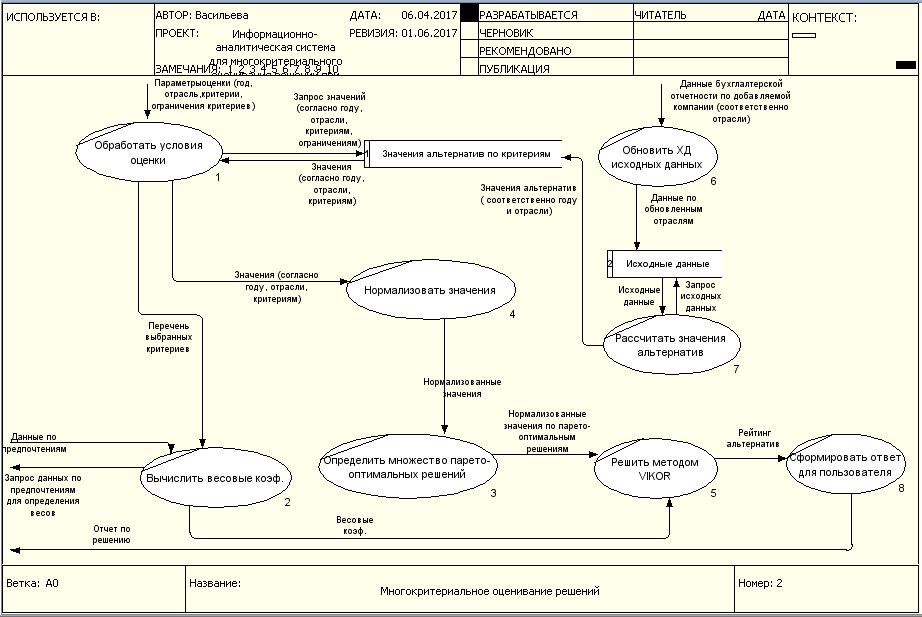 ИСПОЛЬЗУЕТСЯ В:
АВТОР: Васильева
ДАТА: 06.04.2017
ПРОЕКТ: Информационно-
аналитическая система
для многокритериального
РЕВИЗИЯ: 01.06.2017
ЗАМЕЧАНИЯ: 1 2 3 4 5 6 7 8 9 10
РАЗРАБАТЫВАЕТСЯ
ЧЕРНОВИК
РЕКОМЕНДОВАНО
ПУБЛИКАЦИЯ
ЧИТАТЕЛЬ ДАТА
КОНТЕКСТ:
Параметрыоценки (год,
отрасль,критерии,
ограничения критериев)
Обработать условия
оценки
1
Запрос значений
(согласно году,
отрасли,
критериям,
ограничениям)
Значения
(согласно году,
отрасли,
критериям)
1 Значения альтернатив по критериям
Значения альтернатив
( соответственно году
и отрасли)
Данные бухгалтерской
отчетности по добавляемой
компании (соответственно
отрасли)
Обновить ХД
исходных данных
6
Данные по
обновленным
отраслям
2 Исходные данные
Исходные
данные
Запрос
исходных
данных
Рассчитать значения
альтернатив
7
Значения (согласно
году, отрасли,
критериям)
Нормализовать значения
4
Перечень
выбранных
критериев
Нормализованные
значения
Данные по
предпочтениям
Запрос данных по
предпочтениям
для определения
весов
Вычислить весовые коэф.
2
Определить множество парето-
оптимальных решений
3
Нормализованные
значения по парето-
оптимальным
решениям
Решить методом
VIKOR
5
Рейтинг
альтернатив
Сформировать ответ
для пользователя
8
Весовые
коэф.
Отчет по
решению
Ветка: A0
Название:
Многокритериальное оценивание решений
Номер: 2